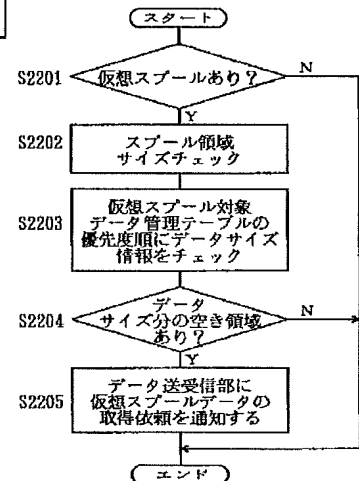 スタート
S2201
仮想スプールあり？
N
Y
S2202
スプール領域
サイズチェック
S2203
仮想スプール対象
データ管理テーブルの
優先度順にデータサイズ
情報をチェック
S2204
データ
サイズ分の空き領域
あり？
N
Y
S2205
データ送受信部に
仮想スプールデータの
取得依頼を通知する
エンド